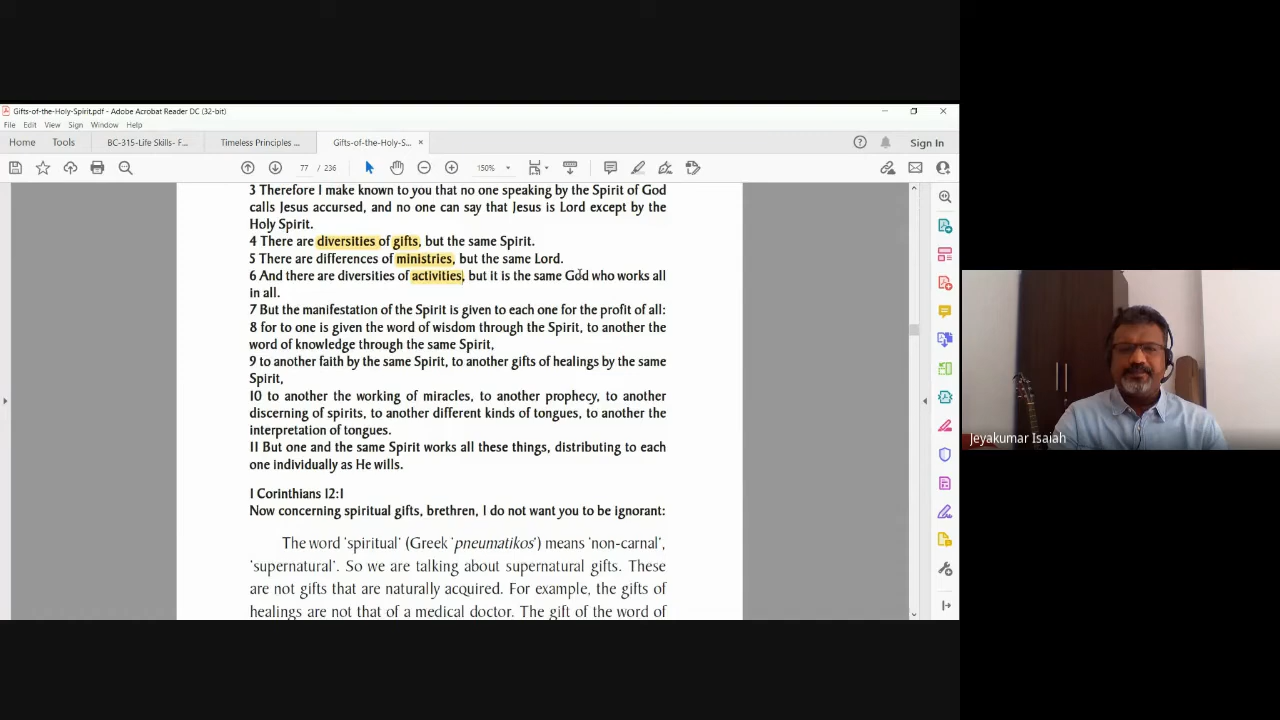 Gifts-of-the-Holy-Spirit.pdf - Adobe Acrobat Reader DC (32-bit)
File Edit View Sign Window Help
Home Tools BC-315-Life Skills- F... Timeless Principles ... Gifts-of-the-Holy-S... × Sign In
77 / 236 150%
3 Therefore I make known to you that no one speaking by the Spirit of God
calls Jesus accursed, and no one can say that Jesus is Lord except by the
Holy Spirit.
4 There are diversities of gifts, but the same Spirit.
5 There are differences of ministries, but the same Lord.
6 And there are diversities of activities, but it is the same God who works all
in all.
7 But the manifestation of the Spirit is given to each one for the profit of all:
8 for to one is given the word of wisdom through the Spirit, to another the
word of knowledge through the same Spirit,
9 to another faith by the same Spirit, to another gifts of healings by the same
Spirit,
10 to another the working of miracles, to another prophecy, to another
discerning of spirits, to another different kinds of tongues, to another the
interpretation of tongues.
11 But one and the same Spirit works all these things, distributing to each
one individually as He wills.
1 Corinthians 12:1
Now concerning spiritual gifts, brethren, I do not want you to be ignorant:
The word 'spiritual' (Greek 'pneumatikos') means 'non-carnal',
'supernatural'. So we are talking about supernatural gifts. These
are not gifts that are naturally acquired. For example, the gifts of
healings are not that of a medical doctor. The gift of the word of
Jeyakumar Isaiah